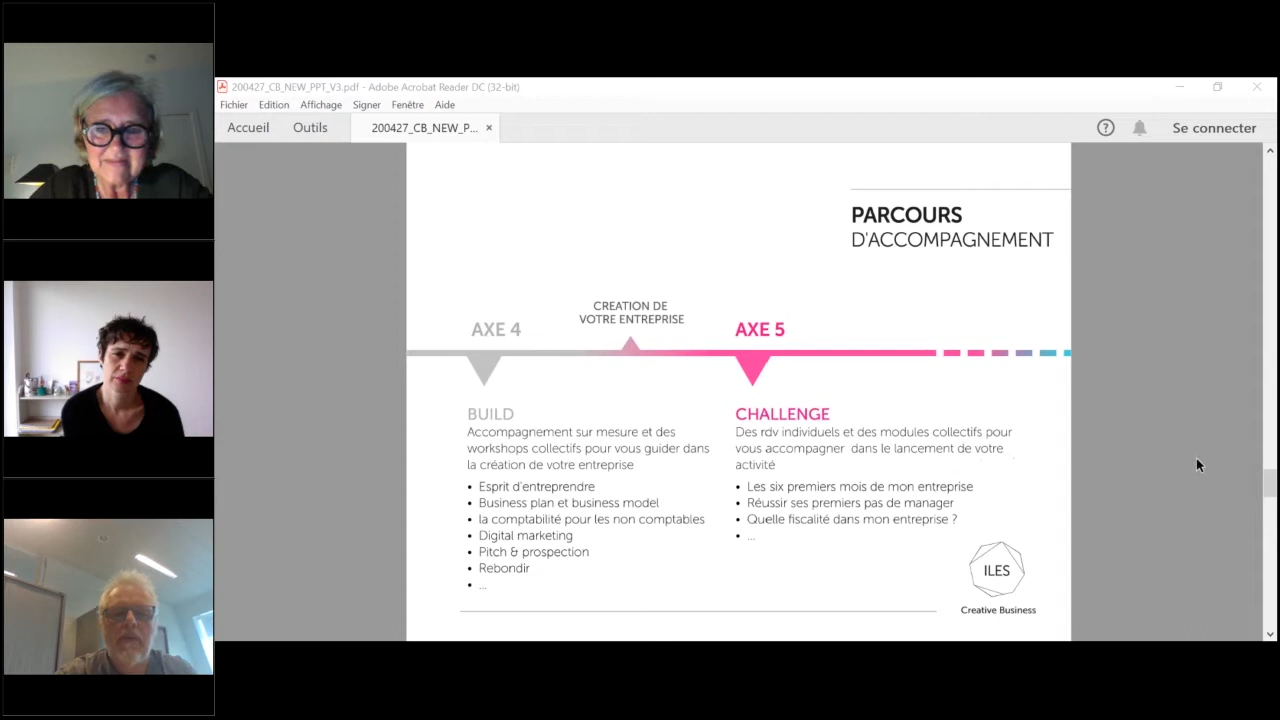 200427_CB_NEW_PPT_V3.pdf - Adobe Acrobat Reader DC (32-bit)
Fichier Edition Affichage Signer Fenêtre Aide
Accueil Outils 200427_CB_NEW_P... × Se connecter
PARCOURS
D'ACCOMPAGNEMENT
CREATION DE
VOTRE ENTREPRISE
AXE 4
AXE 5
BUILD
Accompagnement sur mesure et des
workshops collectifs pour vous guider dans
la création de votre entreprise
• Esprit d'entreprendre
• Business plan et business model
• la comptabilité pour les non comptables
• Digital marketing
• Pitch & prospection
• Rebondir
• ...
CHALLENGE
Des rdv individuels et des modules collectifs pour
vous accompagner dans le lancement de votre
activité
• Les six premiers mois de mon entreprise
• Réussir ses premiers pas de manager
• Quelle fiscalité dans mon entreprise ?
• ...
ILES
Creative Business